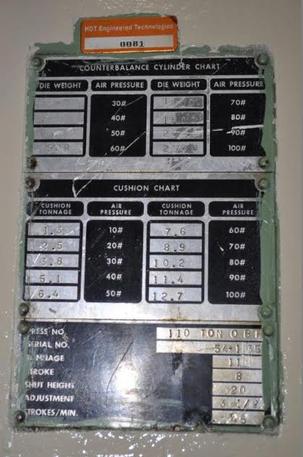 HDT Engineered Technologies
0081
COUNTERBALANCE CYLINDER CHART
DIE WEIGHT AIR PRESSURE DIE WEIGHT AIR PRESSURE
30# 70#
40# 80#
50# 90#
60# 100#
CUSHION CHART
CUSHION TONNAGE AIR PRESSURE CUSHION TONNAGE AIR PRESSURE
1.3 10# 7.6 60#
2.5 20# 8.9 70#
3.8 30# 10.2 80#
5.1 40# 11.4 90#
6.4 50# 12.7 100#
PRESS NO. 110 TON OBI
SERIAL NO.
TONNAGE
STROKE 8
SHUT HEIGHT 20
ADJUSTMENT
STROKES/MIN.